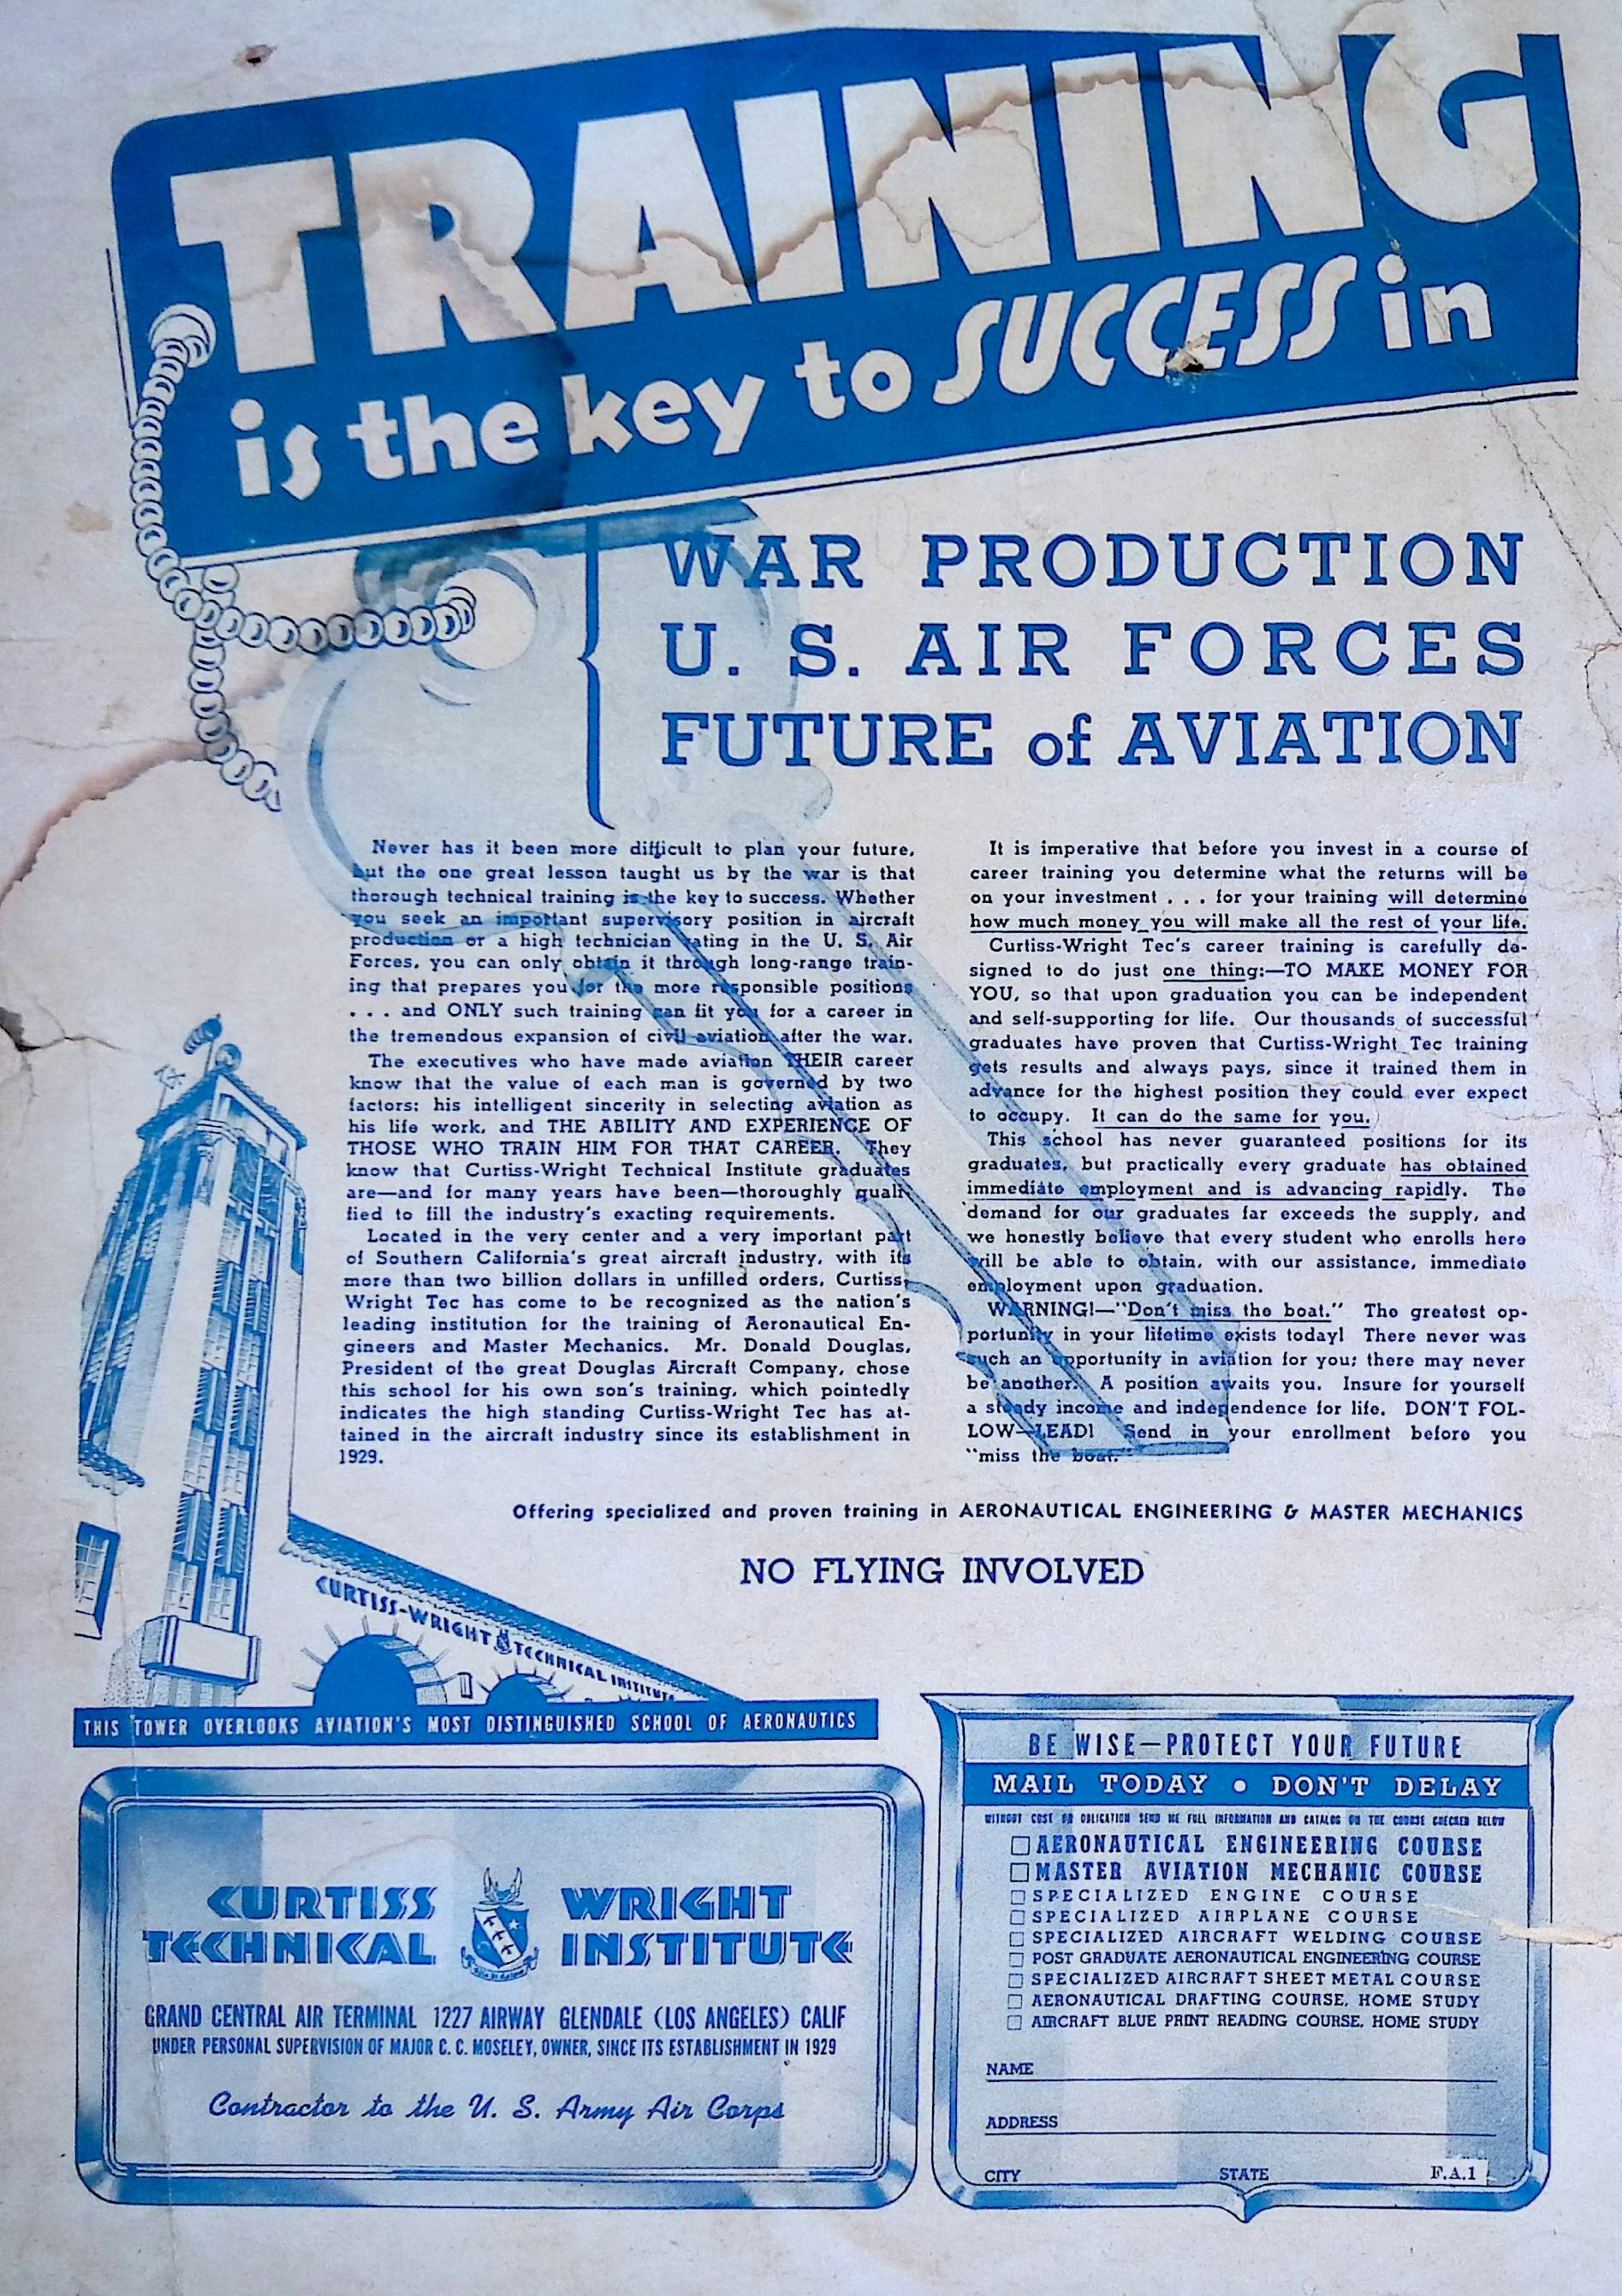 TRAINING
is the key to SUCCESS in
WAR PRODUCTION
U. S. AIR FORCES
FUTURE of AVIATION
Never has it been more difficult to plan your future,
but the one great lesson taught us by the war is that
thorough technical training is the key to success. Whether
you seek an important supervisory position in aircraft
production or a high technician rating in the U. S. Air
Forces, you can only obtain it through long-range train-
ing that prepares you for the more responsible positions
. . . and ONLY such training can fit you for a career in
the tremendous expansion of civil aviation after the war.
The executives who have made aviation THEIR career
know that the value of each man is governed by two
factors: his intelligent sincerity in selecting aviation as
his life work, and THE ABILITY AND EXPERIENCE OF
THOSE WHO TRAIN HIM FOR THAT CAREER. They
know that Curtiss-Wright Technical Institute graduates
are—and for many years have been—thoroughly quali-
fied to fill the industry's exacting requirements.
Located in the very center and a very important part
of Southern California's great aircraft industry, with its
more than two billion dollars in unfilled orders, Curtiss-
Wright Tec has come to be recognized as the nation's
leading institution for the training of Aeronautical En-
gineers and Master Mechanics. Mr. Donald Douglas,
President of the great Douglas Aircraft Company, chose
this school for his own son's training, which pointedly
indicates the high standing Curtiss-Wright Tec has at-
tained in the aircraft industry since its establishment in
1929.
It is imperative that before you invest in a course of
career training you determine what the returns will be
on your investment . . . for your training will determine
how much money you will make all the rest of your life.
Curtiss-Wright Tec's career training is carefully de-
signed to do just one thing:—TO MAKE MONEY FOR
YOU, so that upon graduation you can be independent
and self-supporting for life. Our thousands of successful
graduates have proven that Curtiss-Wright Tec training
gets results and always pays, since it trained them in
advance for the highest position they could ever expect
to occupy. It can do the same for you.
This school has never guaranteed positions for its
graduates, but practically every graduate has obtained
immediate employment and is advancing rapidly. The
demand for our graduates far exceeds the supply, and
we honestly believe that every student who enrolls here
will be able to obtain, with our assistance, immediate
employment upon graduation.
WARNING!—"Don't miss the boat." The greatest op-
portunity in your lifetime exists today! There never was
such an opportunity in aviation for you; there may never
be another. A position awaits you. Insure for yourself
a steady income and independence for life. DON'T FOL-
LOW—LEAD! Send in your enrollment before you
"miss the boat."
Offering specialized and proven training in AERONAUTICAL ENGINEERING & MASTER MECHANICS
NO FLYING INVOLVED
CURTISS-WRIGHT TECHNICAL INSTITUTE
THIS TOWER OVERLOOKS AVIATION'S MOST DISTINGUISHED SCHOOL OF AERONAUTICS
CURTISS WRIGHT
TECHNICAL INSTITUTE
GRAND CENTRAL AIR TERMINAL 1227 AIRWAY GLENDALE (LOS ANGELES) CALIF
UNDER PERSONAL SUPERVISION OF MAJOR C. C. MOSELEY, OWNER, SINCE ITS ESTABLISHMENT IN 1929
Contractor to the U. S. Army Air Corps
BE WISE—PROTECT YOUR FUTURE
MAIL TODAY • DON'T DELAY
WITHOUT COST OR OBLIGATION SEND ME FULL INFORMATION AND CATALOG ON THE COURSE CHECKED BELOW
AERONAUTICAL ENGINEERING COURSE
MASTER AVIATION MECHANIC COURSE
SPECIALIZED ENGINE COURSE
SPECIALIZED AIRPLANE COURSE
SPECIALIZED AIRCRAFT WELDING COURSE
POST GRADUATE AERONAUTICAL ENGINEERING COURSE
SPECIALIZED AIRCRAFT SHEET METAL COURSE
AERONAUTICAL DRAFTING COURSE, HOME STUDY
AIRCRAFT BLUE PRINT READING COURSE, HOME STUDY
NAME
ADDRESS
CITY STATE F.A.1